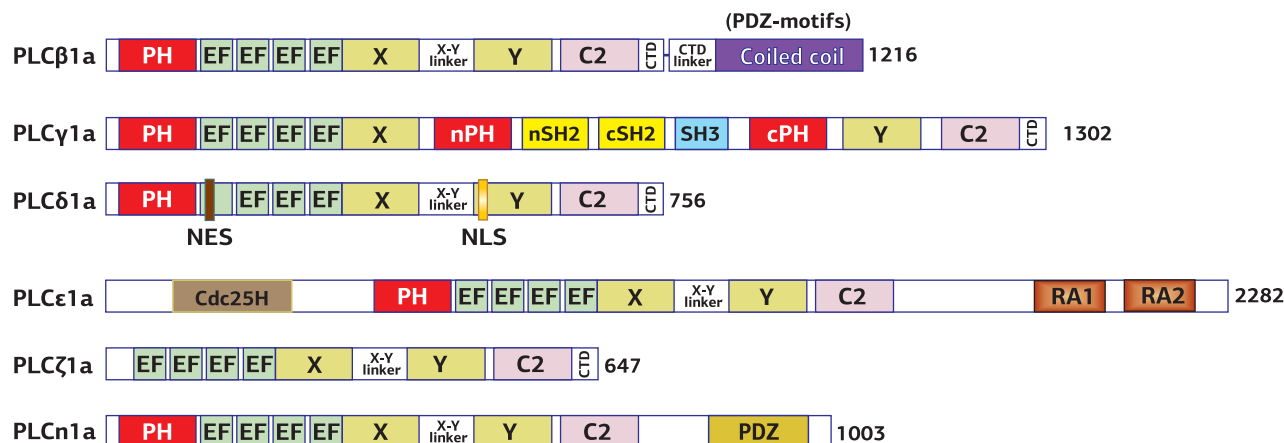 (PDZ-motifs)
PLCβ1a PH EF EF EF EF X X-Y linker Y C2 CTD CTD linker Coiled coil 1216
PLCγ1a PH EF EF EF EF X nPH nSH2 cSH2 SH3 cPH Y C2 CTD 1302
PLCδ1a PH EF EF EF X X-Y linker Y C2 CTD 756
NES NLS
PLCε1a Cdc25H PH EF EF EF EF X X-Y linker Y C2 RA1 RA2 2282
PLCζ1a EF EF EF EF X X-Y linker Y C2 CTD 647
PLCn1a PH EF EF EF EF X X-Y linker Y C2 PDZ 1003